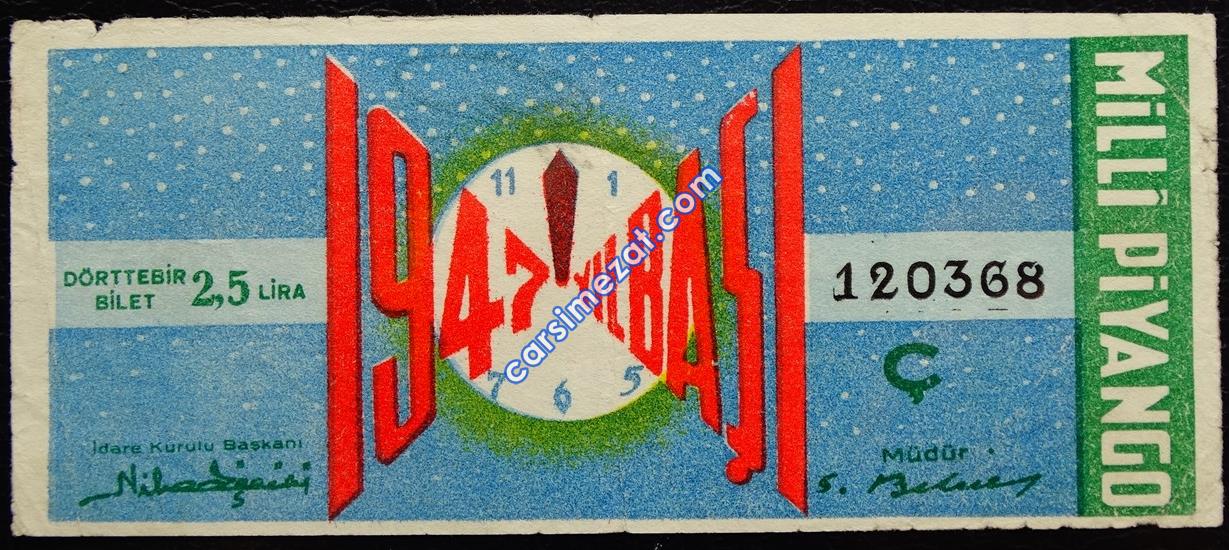 DÖRTTEBİR
BİLET 2,5 LİRA
İdare Kurulu Başkanı
1947 YILBAŞI
11
1
7
6
5
carsimezat.com
120368
Ç
Müdür
MİLLİ PİYANGO